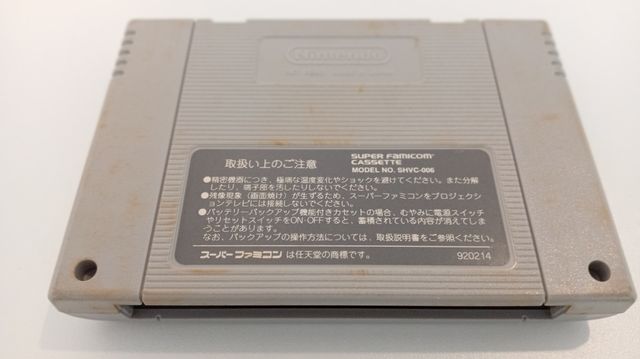 Nintendo
取扱い上のご注意
SUPER FAMICOM
CASSETTE
MODEL NO. SHVC-006
●精密機器につき、極端な温度変化やショックを避けてください。また分解
したり、端子部を汚したりしないでください。
●残像現象(画面焼け)が生ずるため、スーパーファミコンをプロジェクショ
ンテレビには接続しないでください。
●バッテリーバックアップ機能付きカセットの場合、むやみに電源スイッチ
やリセットスイッチをON-OFFすると、蓄積されている内容が消えてしま
うことがあります。
なお、バックアップの操作方法については、取扱説明書をご参照ください。
スーパーファミコンは任天堂の商標です。
920214